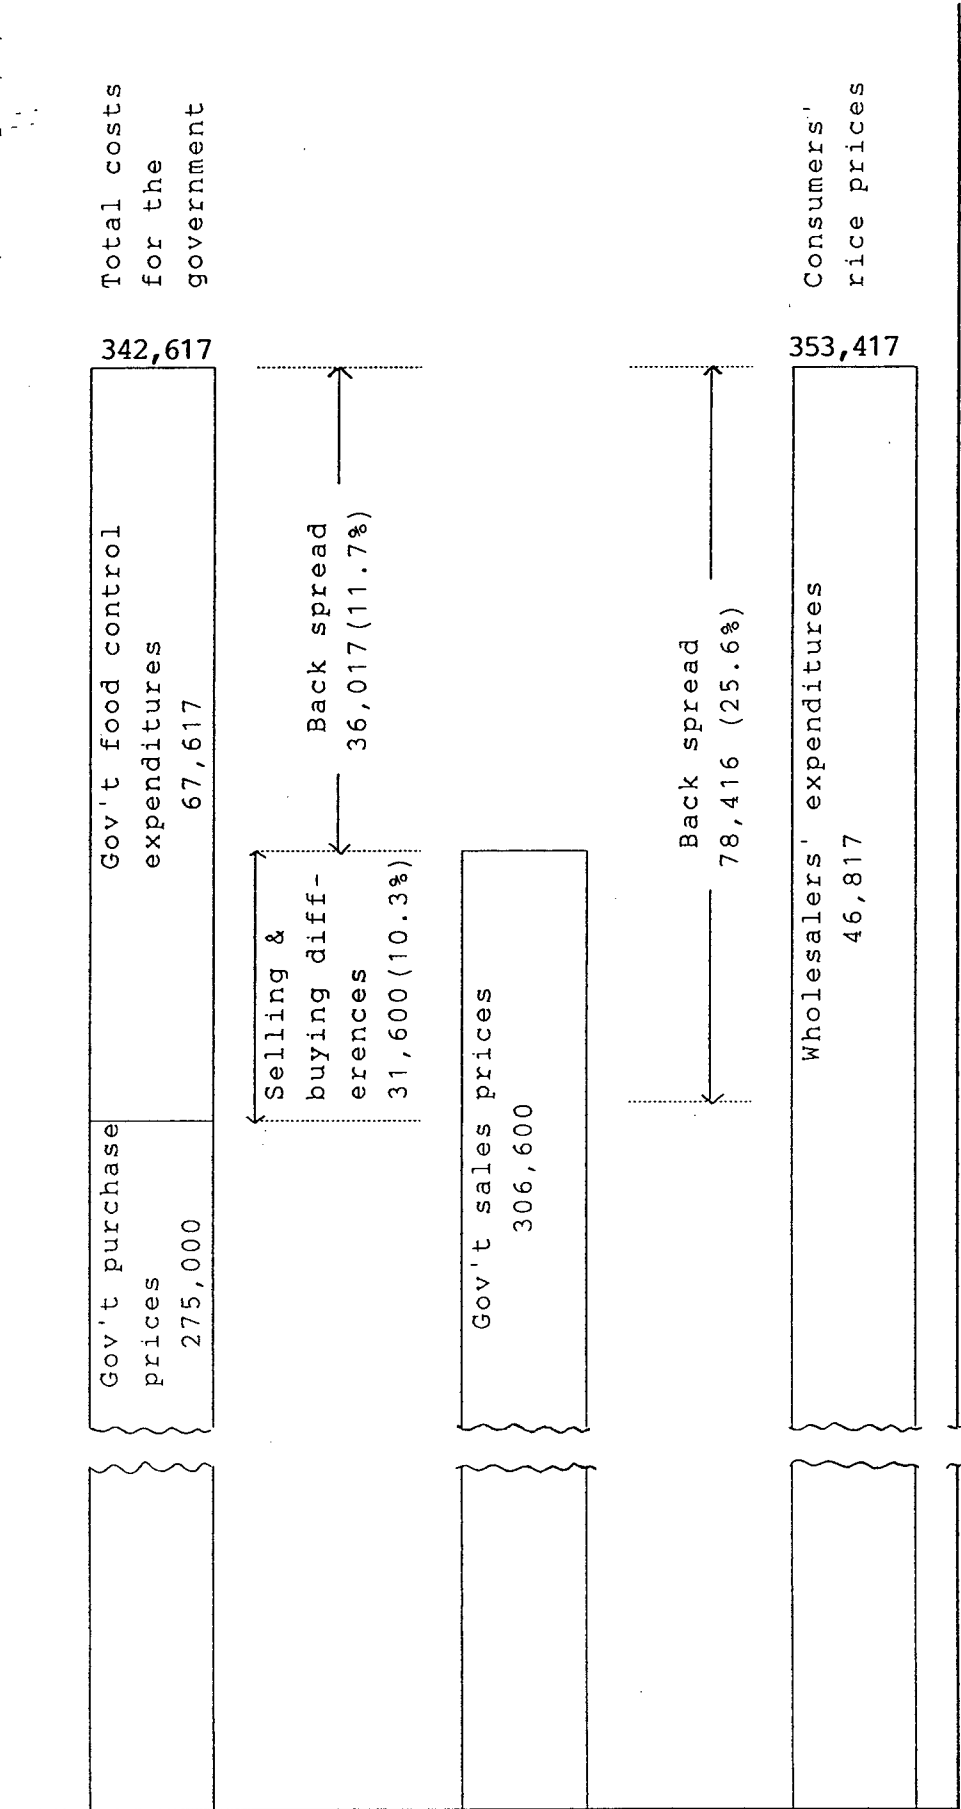 Total costs
for the
government
342,617
Gov't food control
expenditures
67,617
Gov't purchase
prices
275,000
Back spread
36,017(11.7%)
Selling &
buying diff-
erences
31,600(10.3%)
Gov't sales prices
306,600
Back spread
78,416 (25.6%)
Consumers'
rice prices
353,417
Wholesalers' expenditures
46,817